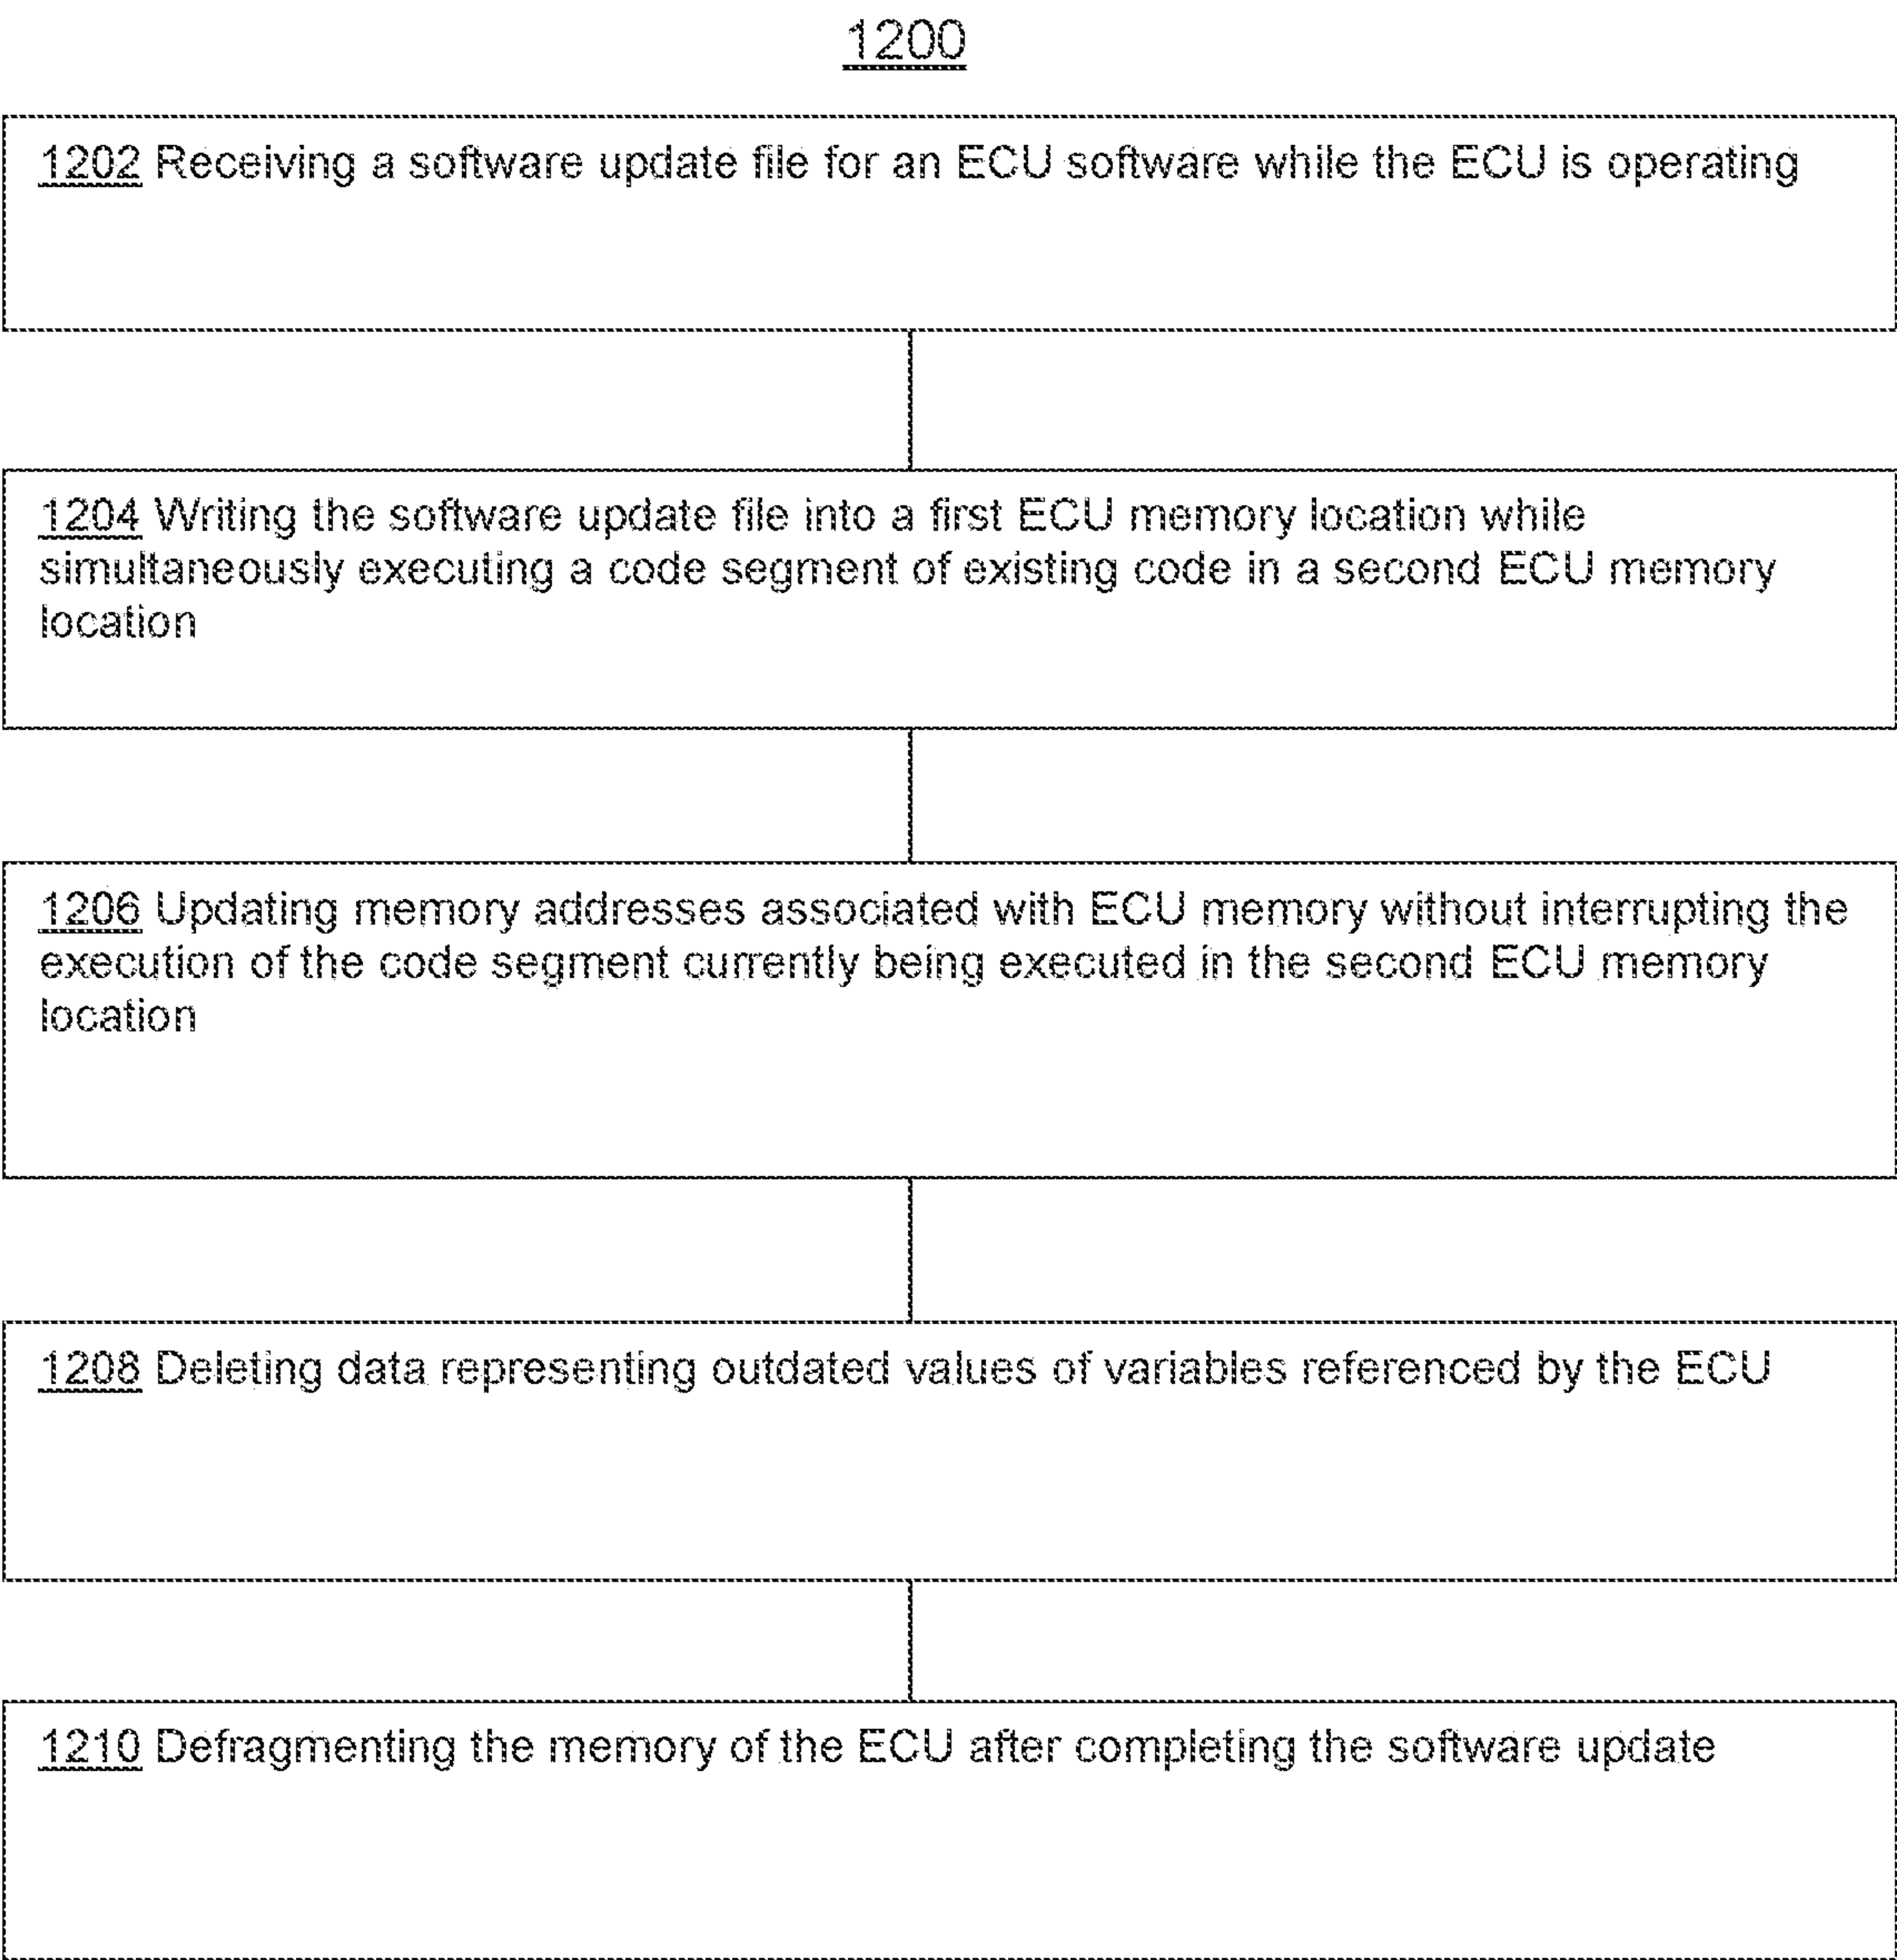 1200
1202 Receiving a software update file for an ECU software while the ECU is operating
1204 Writing the software update file into a first ECU memory location while
simultaneously executing a code segment of existing code in a second ECU memory
location
1206 Updating memory addresses associated with ECU memory without interrupting the
execution of the code segment currently being executed in the second ECU memory
location
1208 Deleting data representing outdated values of variables referenced by the ECU
1210 Defragmenting the memory of the ECU after completing the software update